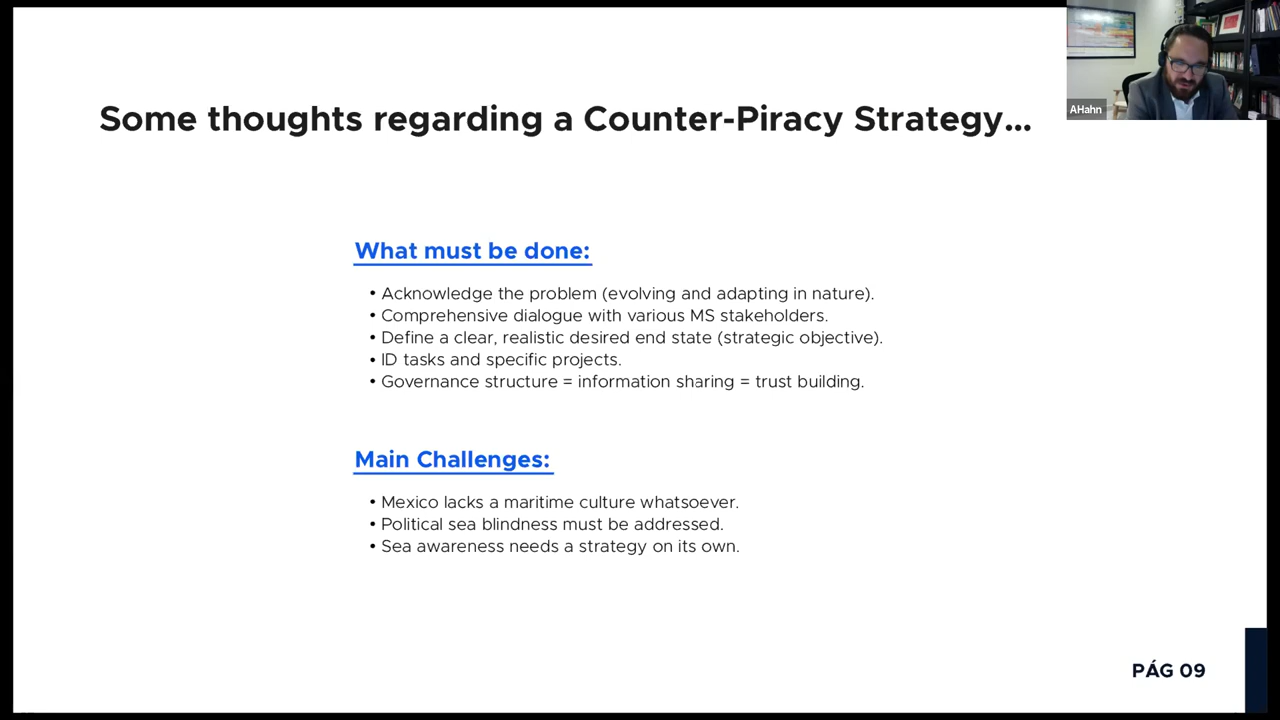 AHahn
Some thoughts regarding a Counter-Piracy Strategy...
What must be done:
• Acknowledge the problem (evolving and adapting in nature).
• Comprehensive dialogue with various MS stakeholders.
• Define a clear, realistic desired end state (strategic objective).
• ID tasks and specific projects.
• Governance structure = information sharing = trust building.
Main Challenges:
• Mexico lacks a maritime culture whatsoever.
• Political sea blindness must be addressed.
• Sea awareness needs a strategy on its own.
PÁG 09